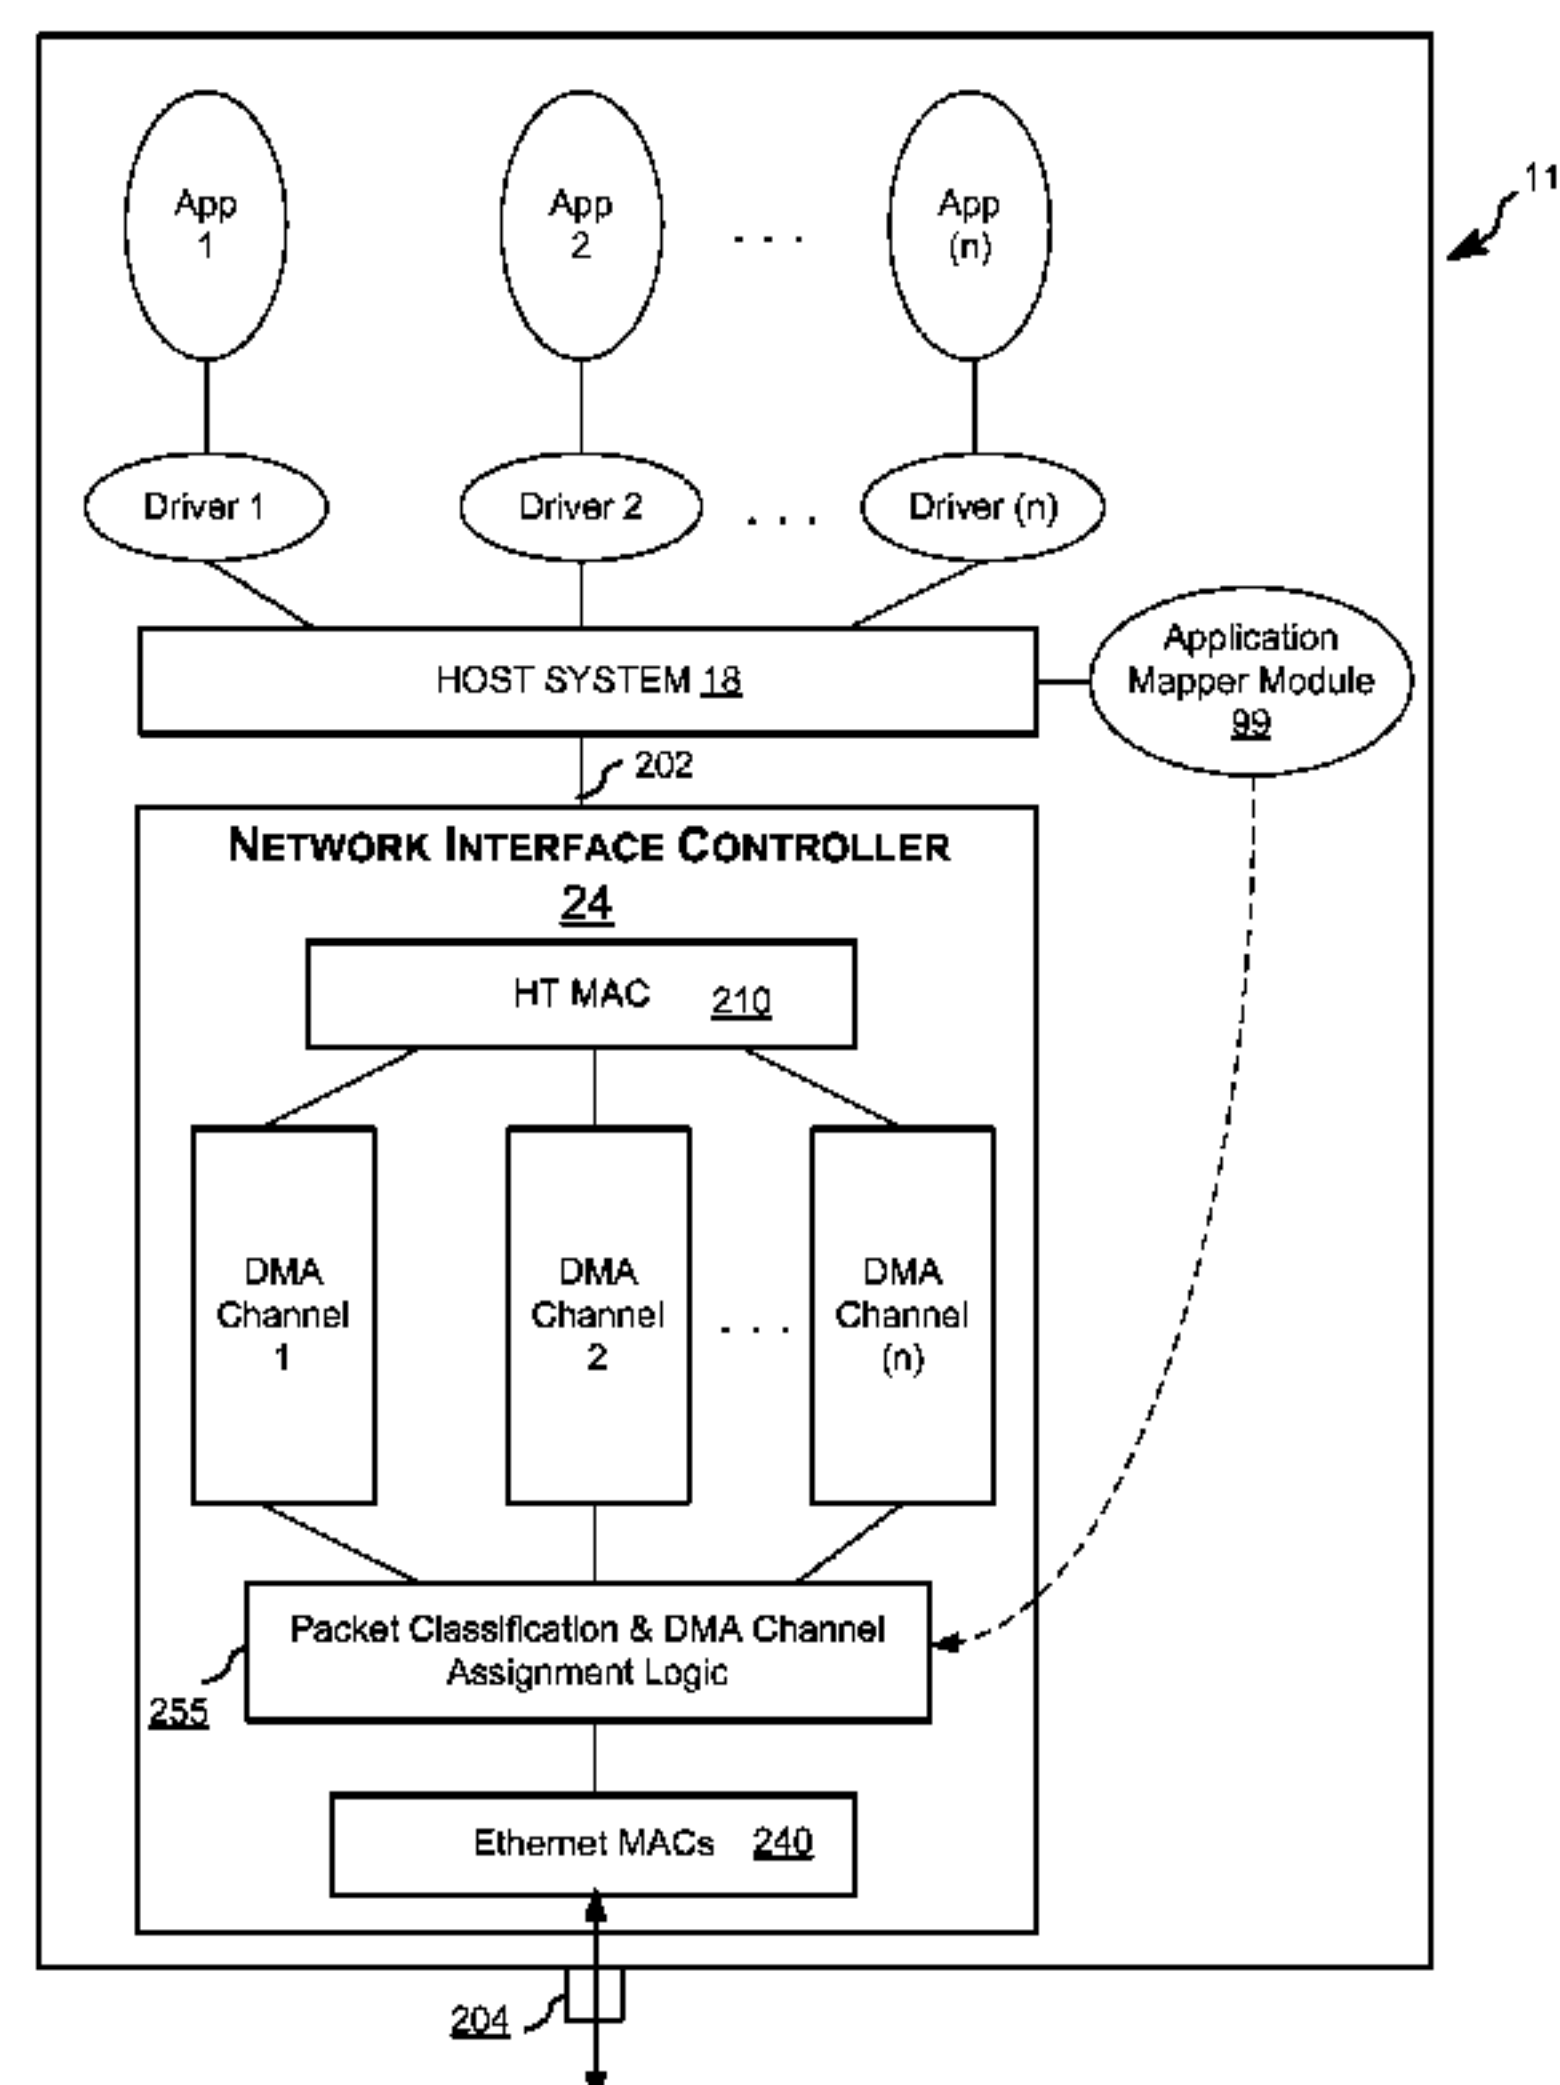 App
1
App
2
. . .
App
(n)
11
Driver 1
Driver 2
. . .
Driver (n)
HOST SYSTEM 18
Application
Mapper Module
99
202
NETWORK INTERFACE CONTROLLER
24
HT MAC 210
DMA
Channel
1
DMA
Channel
2
. . .
DMA
Channel
(n)
Packet Classification & DMA Channel
Assignment Logic
255
Ethernet MACs 240
204